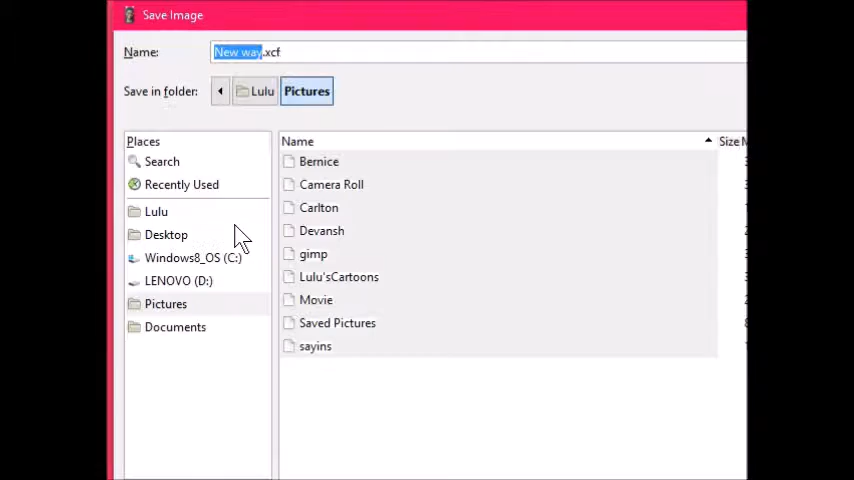 Save Image
Name: New way.xcf
Save in folder: Lulu Pictures
Places
Search
Recently Used
Lulu
Desktop
Windows8_OS (C:)
LENOVO (D:)
Pictures
Documents
Name Size
Bernice
Camera Roll
Carlton
Devansh
gimp
Lulu'sCartoons
Movie
Saved Pictures
sayins